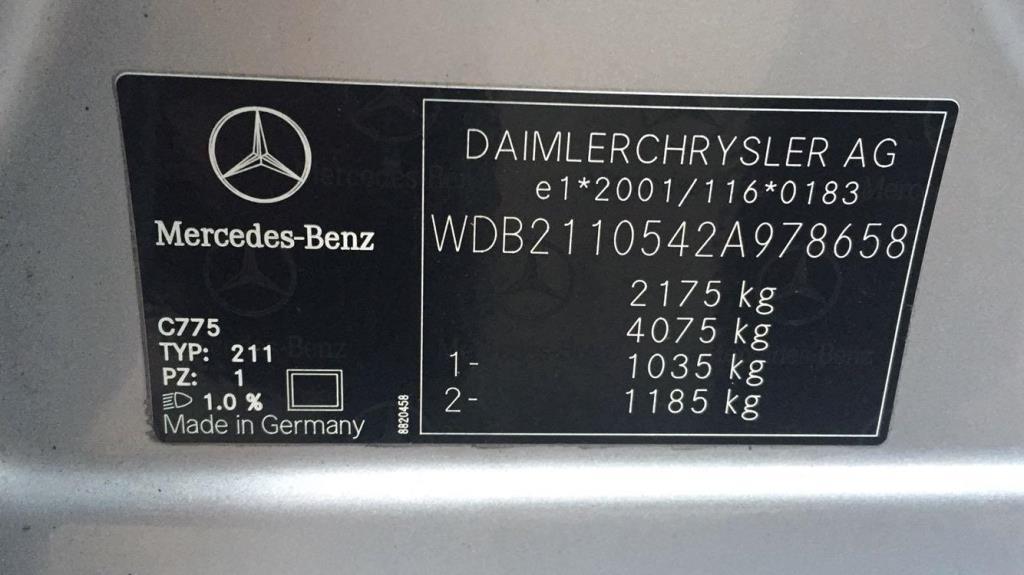 Mercedes-Benz
C775
TYP: 211
PZ: 1
1.0 %
Made in Germany
8820458
DAIMLERCHRYSLER AG
e1*2001/116*0183
WDB2110542A978658
2175 kg
4075 kg
1- 1035 kg
2- 1185 kg